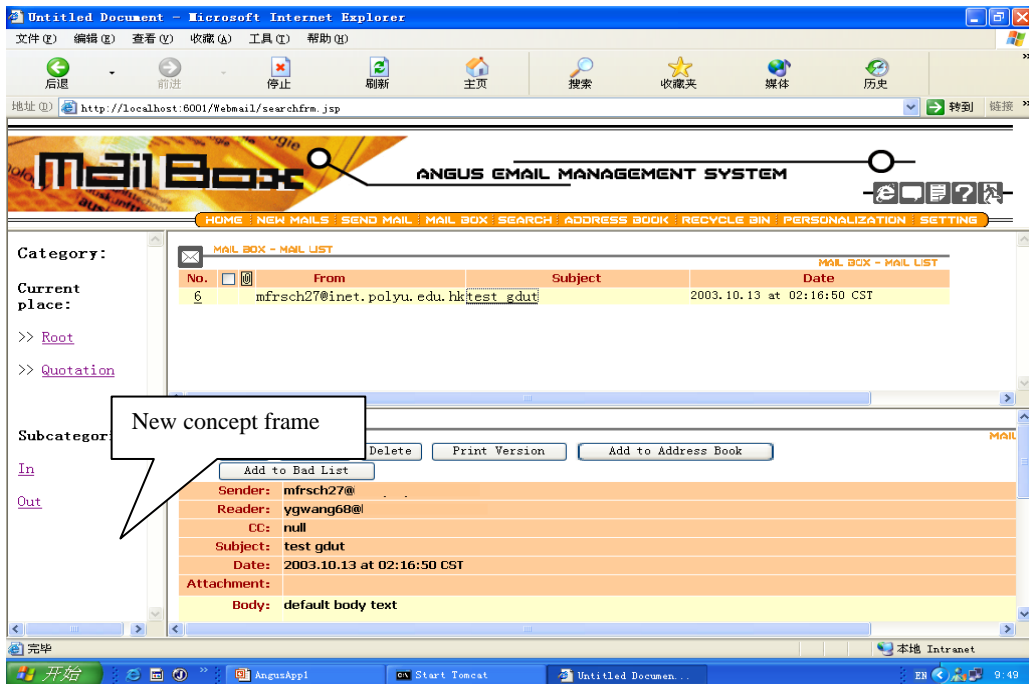 Untitled Document - Microsoft Internet Explorer
文件(F) 编辑(E) 查看(V) 收藏(A) 工具(T) 帮助(H)
后退 前进 停止 刷新 主页 搜索 收藏夹 媒体 历史
地址(D) http://localhost:6001/Webmail/searchfrm.jsp 转到 链接
Mail Box
ANGUS EMAIL MANAGEMENT SYSTEM
HOME NEW MAILS SEND MAIL MAIL BOX SEARCH ADDRESS BOOK RECYCLE BIN PERSONALIZATION SETTING
Category:
Current place:
>> Root
>> Quotation
Subcategori
In
Out
MAIL BOX - MAIL LIST
MAIL BOX - MAIL LIST
No. From Subject Date
6 mfrsch27@inet.polyu.edu.hk test gdut 2003.10.13 at 02:16:50 CST
New concept frame
MAIL
Delete Print Version Add to Address Book
Add to Bad List
Sender: mfrsch27@
Reader: ygwang68@
CC: null
Subject: test gdut
Date: 2003.10.13 at 02:16:50 CST
Attachment:
Body: default body text
完毕 本地 Intranet
开始 AngusApp1 Start Tomcat Untitled Documen... EN 9:49